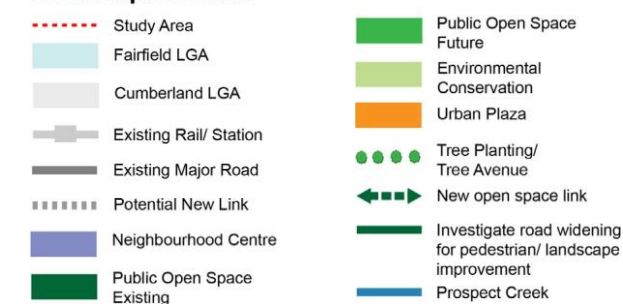 Study Area
Fairfield LGA
Cumberland LGA
Existing Rail/ Station
Existing Major Road
Potential New Link
Neighbourhood Centre
Public Open Space
Existing
Public Open Space
Future
Environmental
Conservation
Urban Plaza
Tree Planting/
Tree Avenue
New open space link
Investigate road widening
for pedestrian/ landscape
improvement
Prospect Creek